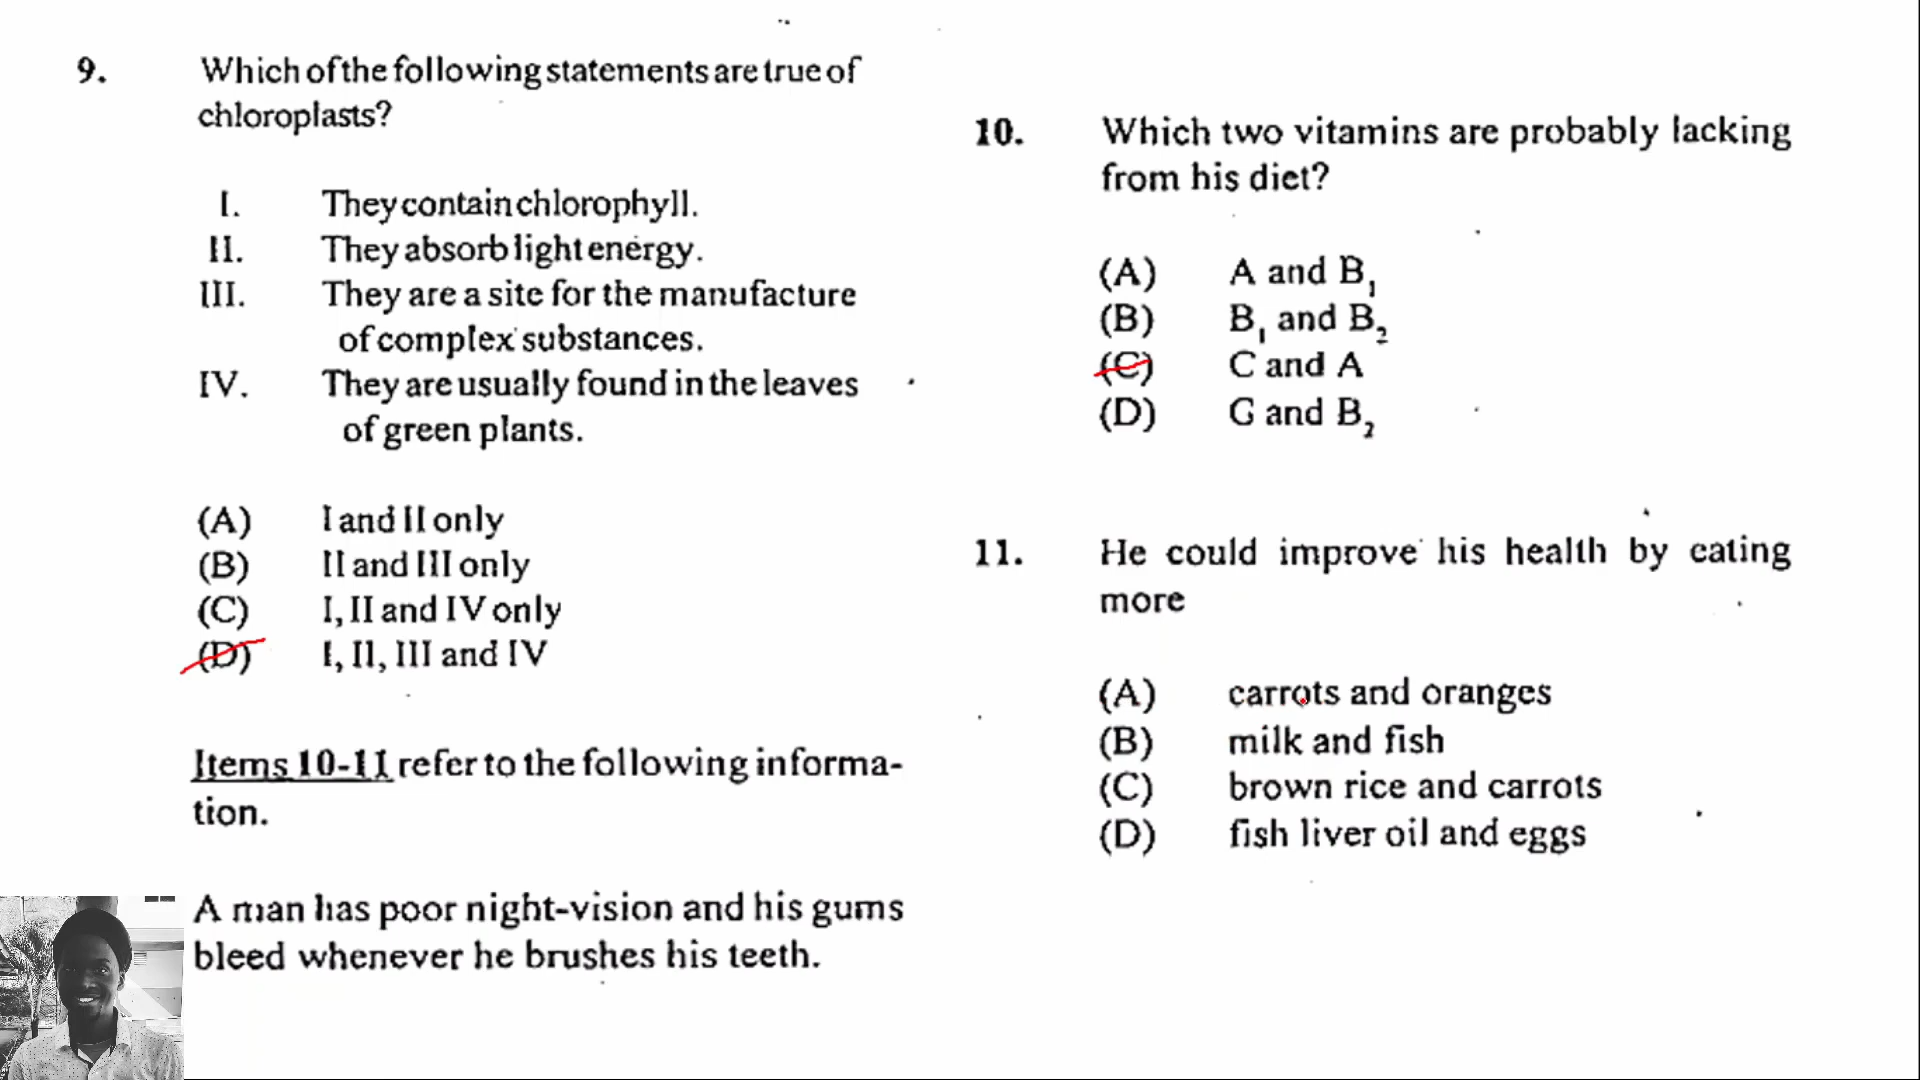 9. Which of the following statements are true of
chloroplasts?
I. They contain chlorophyll.
II. They absorb light energy.
III. They are a site for the manufacture
of complex substances.
IV. They are usually found in the leaves
of green plants.
(A) I and II only
(B) II and III only
(C) I, II and IV only
(D) I, II, III and IV
Items 10-11 refer to the following informa-
tion.
A man has poor night-vision and his gums
bleed whenever he brushes his teeth.
10. Which two vitamins are probably lacking
from his diet?
(A) A and B₁
(B) B₁ and B₂
(C) C and A
(D) G and B₂
11. He could improve his health by eating
more
(A) carrots and oranges
(B) milk and fish
(C) brown rice and carrots
(D) fish liver oil and eggs